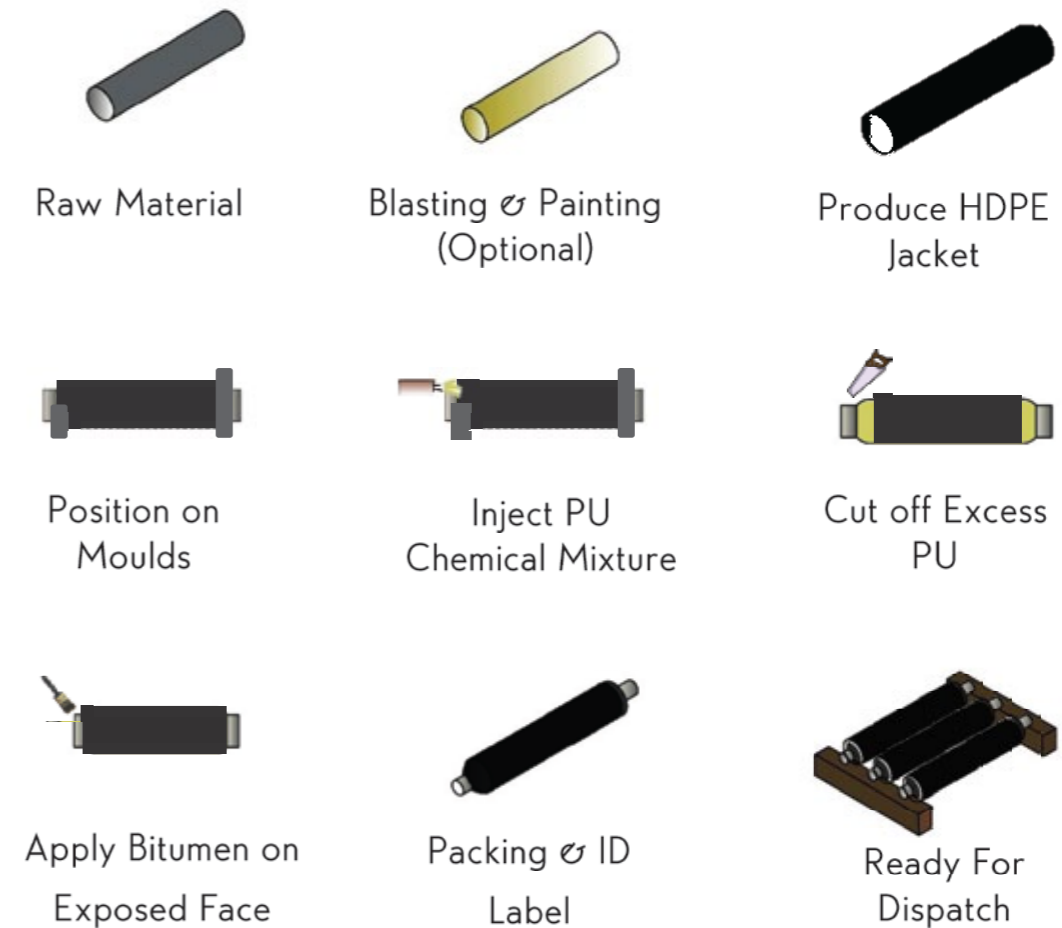 Raw Material
Blasting & Painting
(Optional)
Produce HDPE
Jacket
Position on
Moulds
Inject PU
Chemical Mixture
Cut off Excess
PU
Apply Bitumen on
Exposed Face
Packing & ID
Label
Ready For
Dispatch